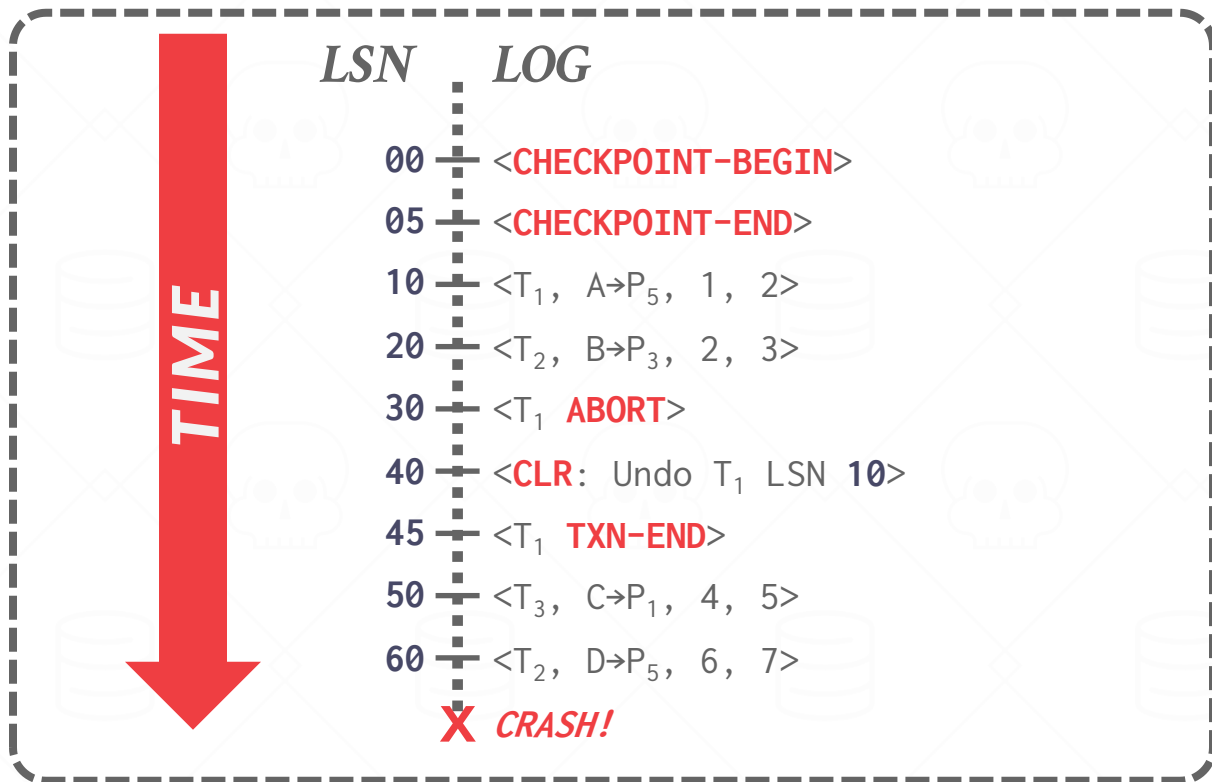 TIME
LSN LOG
00 <CHECKPOINT-BEGIN>
05 <CHECKPOINT-END>
10 <T₁, A→P₅, 1, 2>
20 <T₂, B→P₃, 2, 3>
30 <T₁ ABORT>
40 <CLR: Undo T₁ LSN 10>
45 <T₁ TXN-END>
50 <T₃, C→P₁, 4, 5>
60 <T₂, D→P₅, 6, 7>
X CRASH!